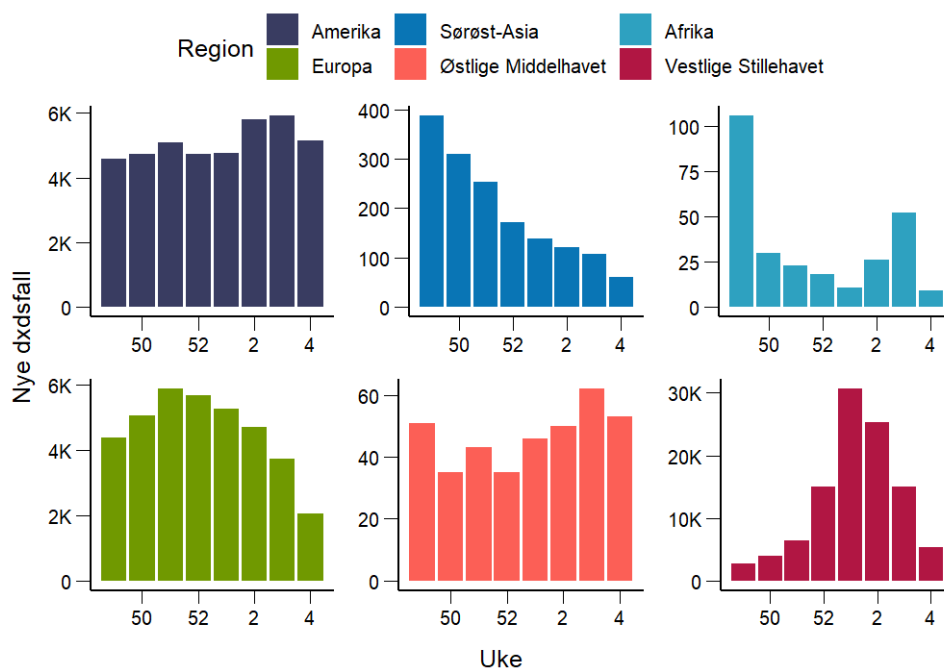 Region
Amerika Sørøst-Asia Afrika
Europa Østlige Middelhavet Vestlige Stillehavet
Nye dxdsfall
6K
4K
2K
0
50 52 2 4
400
300
200
100
0
50 52 2 4
100
75
50
25
0
50 52 2 4
6K
4K
2K
0
50 52 2 4
60
40
20
0
50 52 2 4
30K
20K
10K
0
50 52 2 4
Uke